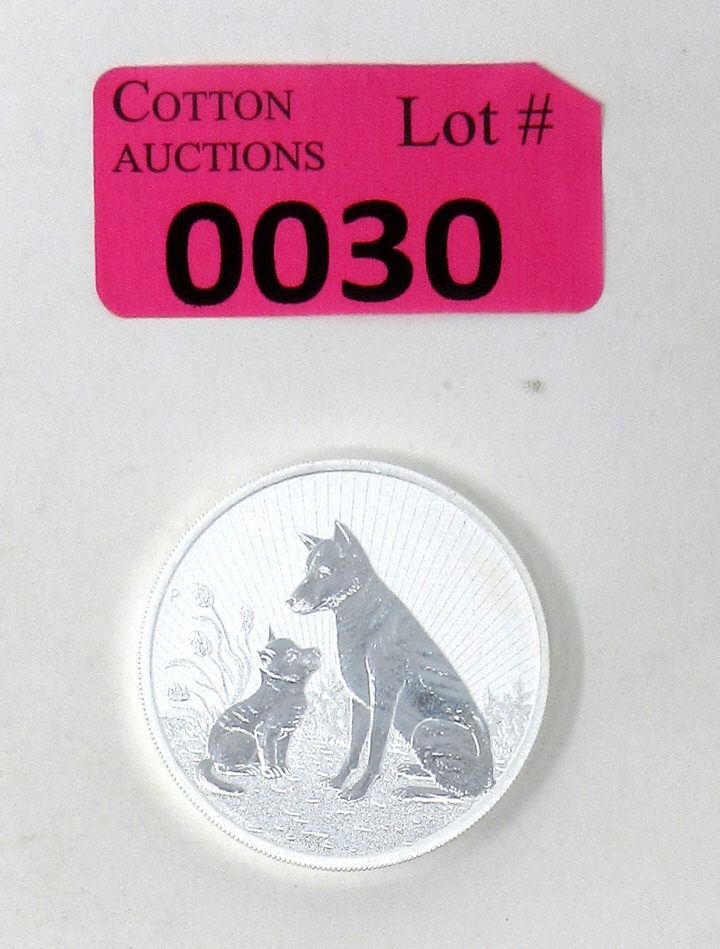 COTTON
AUCTIONS
Lot #
0030
P